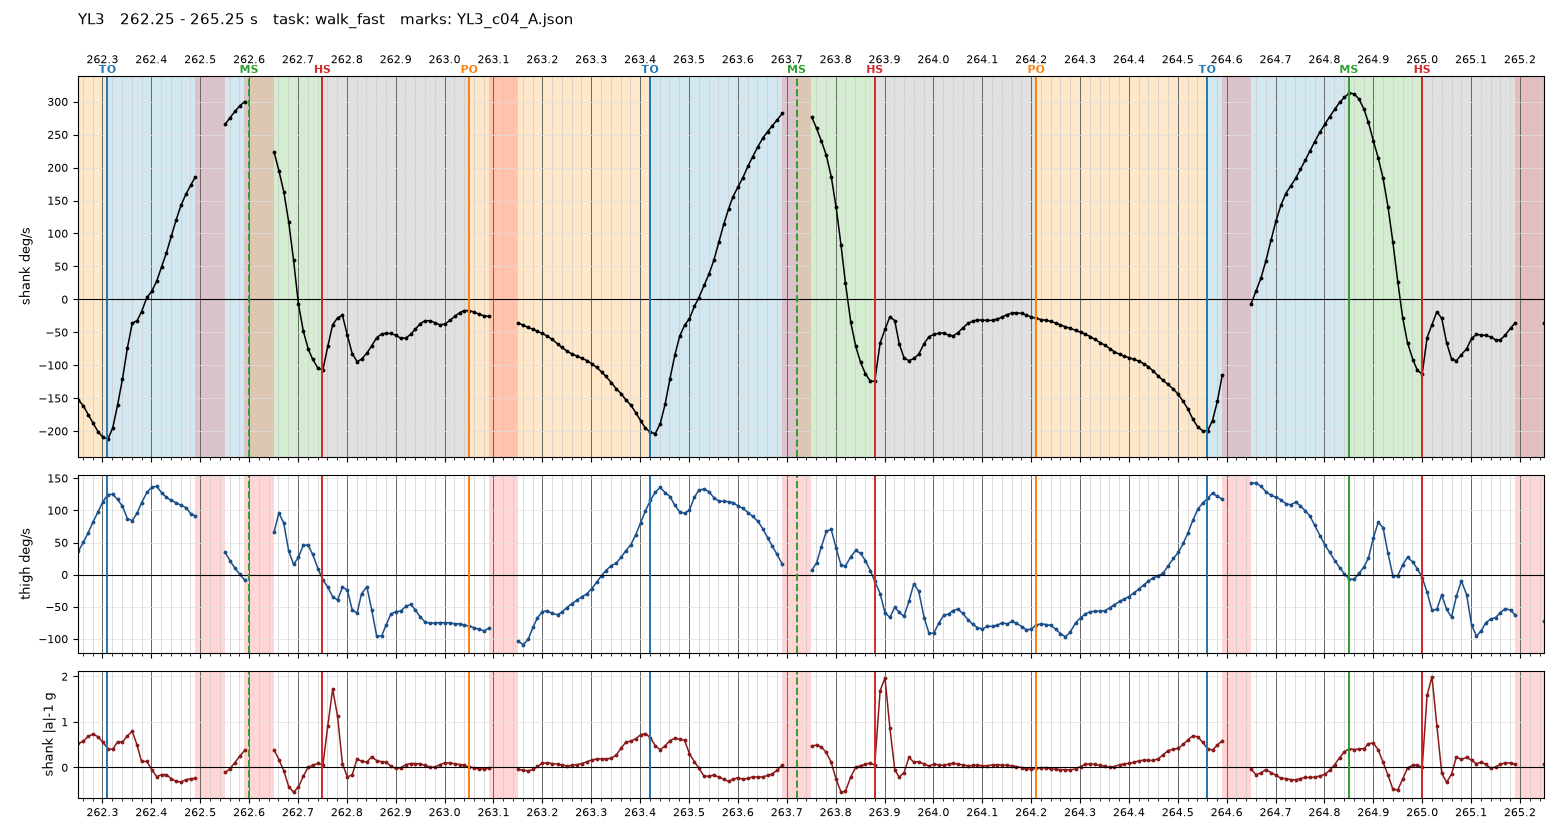 YL3 262.25 - 265.25 s task: walk_fast marks: YL3_c04_A.json
262.3 262.4 262.5 262.6 262.7 262.8 262.9 263.0 263.1 263.2 263.3 263.4 263.5 263.6 263.7 263.8 263.9 264.0 264.1 264.2 264.3 264.4 264.5 264.6 264.7 264.8 264.9 265.0 265.1 265.2
TO MS HS PO TO MS HS PO TO MS HS
shank deg/s
300
250
200
150
100
50
0
−50
−100
−150
−200
thigh deg/s
150
100
50
0
−50
−100
shank |a|-1 g
2
1
0
262.3 262.4 262.5 262.6 262.7 262.8 262.9 263.0 263.1 263.2 263.3 263.4 263.5 263.6 263.7 263.8 263.9 264.0 264.1 264.2 264.3 264.4 264.5 264.6 264.7 264.8 264.9 265.0 265.1 265.2